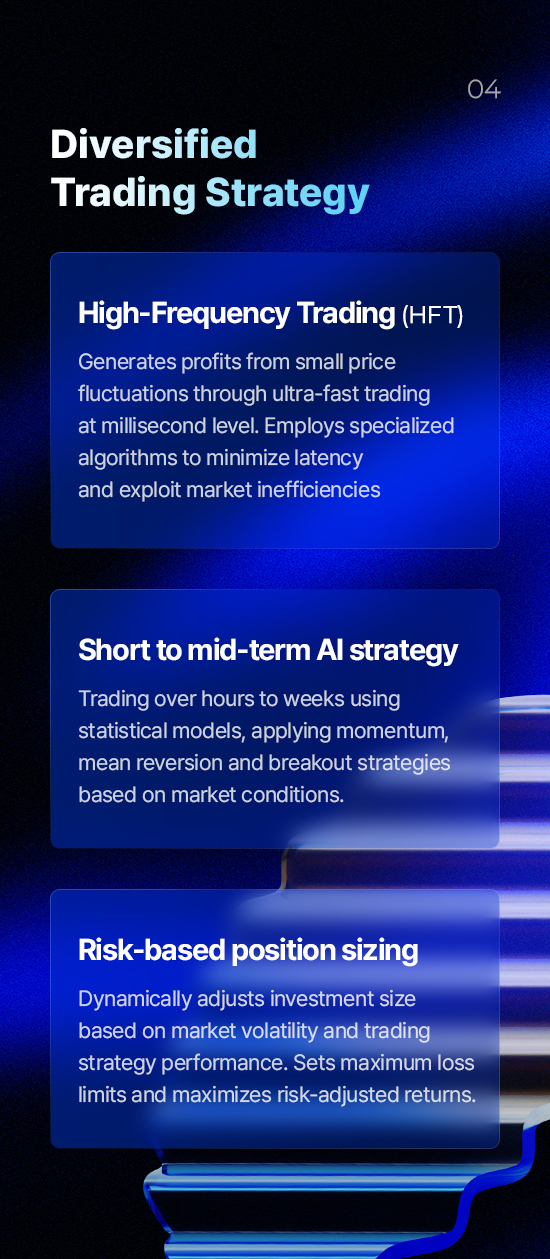 04
Diversified
Trading Strategy
High-Frequency Trading (HFT)
Generates profits from small price
fluctuations through ultra-fast trading
at millisecond level. Employs specialized
algorithms to minimize latency
and exploit market inefficiencies
Short to mid-term AI strategy
Trading over hours to weeks using
statistical models, applying momentum,
mean reversion and breakout strategies
based on market conditions.
Risk-based position sizing
Dynamically adjusts investment size
based on market volatility and trading
strategy performance. Sets maximum loss
limits and maximizes risk-adjusted returns.